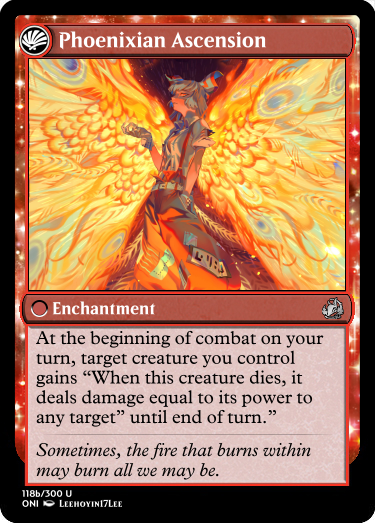 Phoenixian Ascension
Enchantment
At the beginning of combat on your
turn, target creature you control
gains “When this creature dies, it
deals damage equal to its power to
any target” until end of turn.”
Sometimes, the fire that burns within
may burn all we may be.
118b/300 U
ONI Leehoyin17Lee